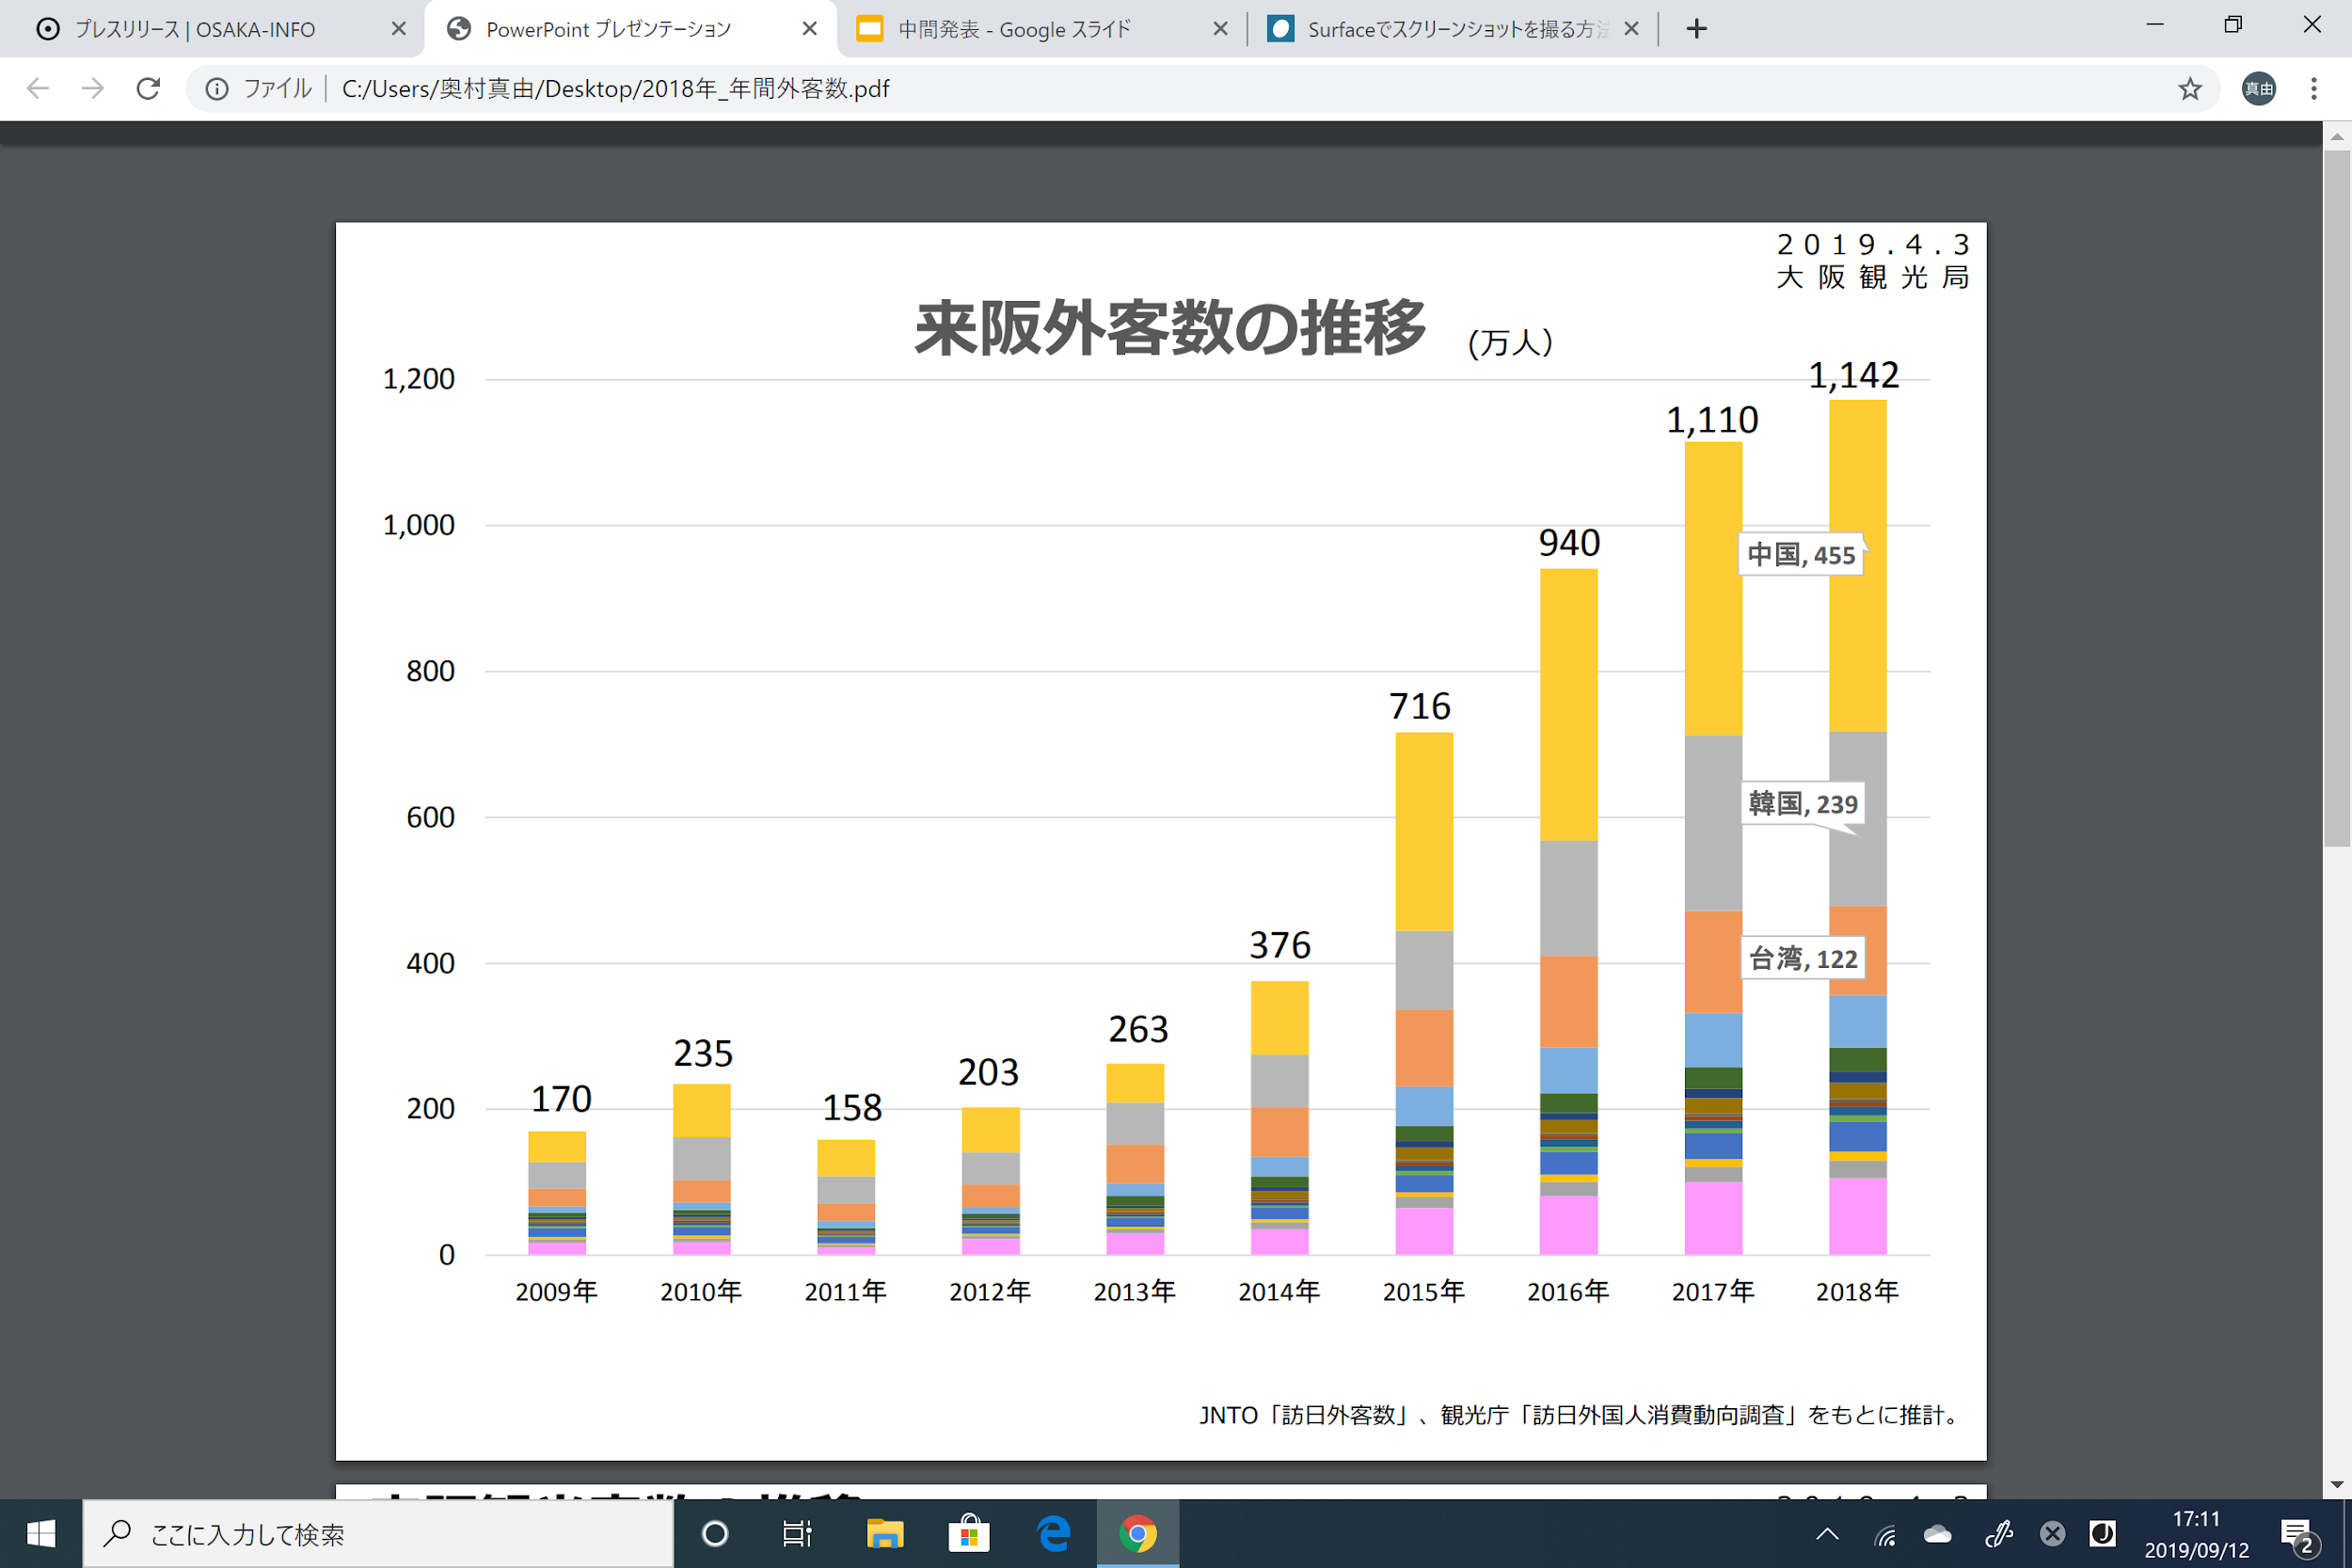 プレスリリース | OSAKA-INFO
PowerPoint プレゼンテーション
中間発表 - Google スライド
Surfaceでスクリーンショットを撮る方法
ファイル
C:/Users/奥村真由/Desktop/2018年_年間外客数.pdf
真由
2019.4.3
大阪観光局
来阪外客数の推移 (万人)
1,200
1,000
800
600
400
200
0
170
235
158
203
263
376
716
940
1,110
1,142
中国, 455
韓国, 239
台湾, 122
2009年 2010年 2011年 2012年 2013年 2014年 2015年 2016年 2017年 2018年
JNTO「訪日外客数」、観光庁「訪日外国人消費動向調査」をもとに推計。
ここに入力して検索
17:11
2019/09/12
2